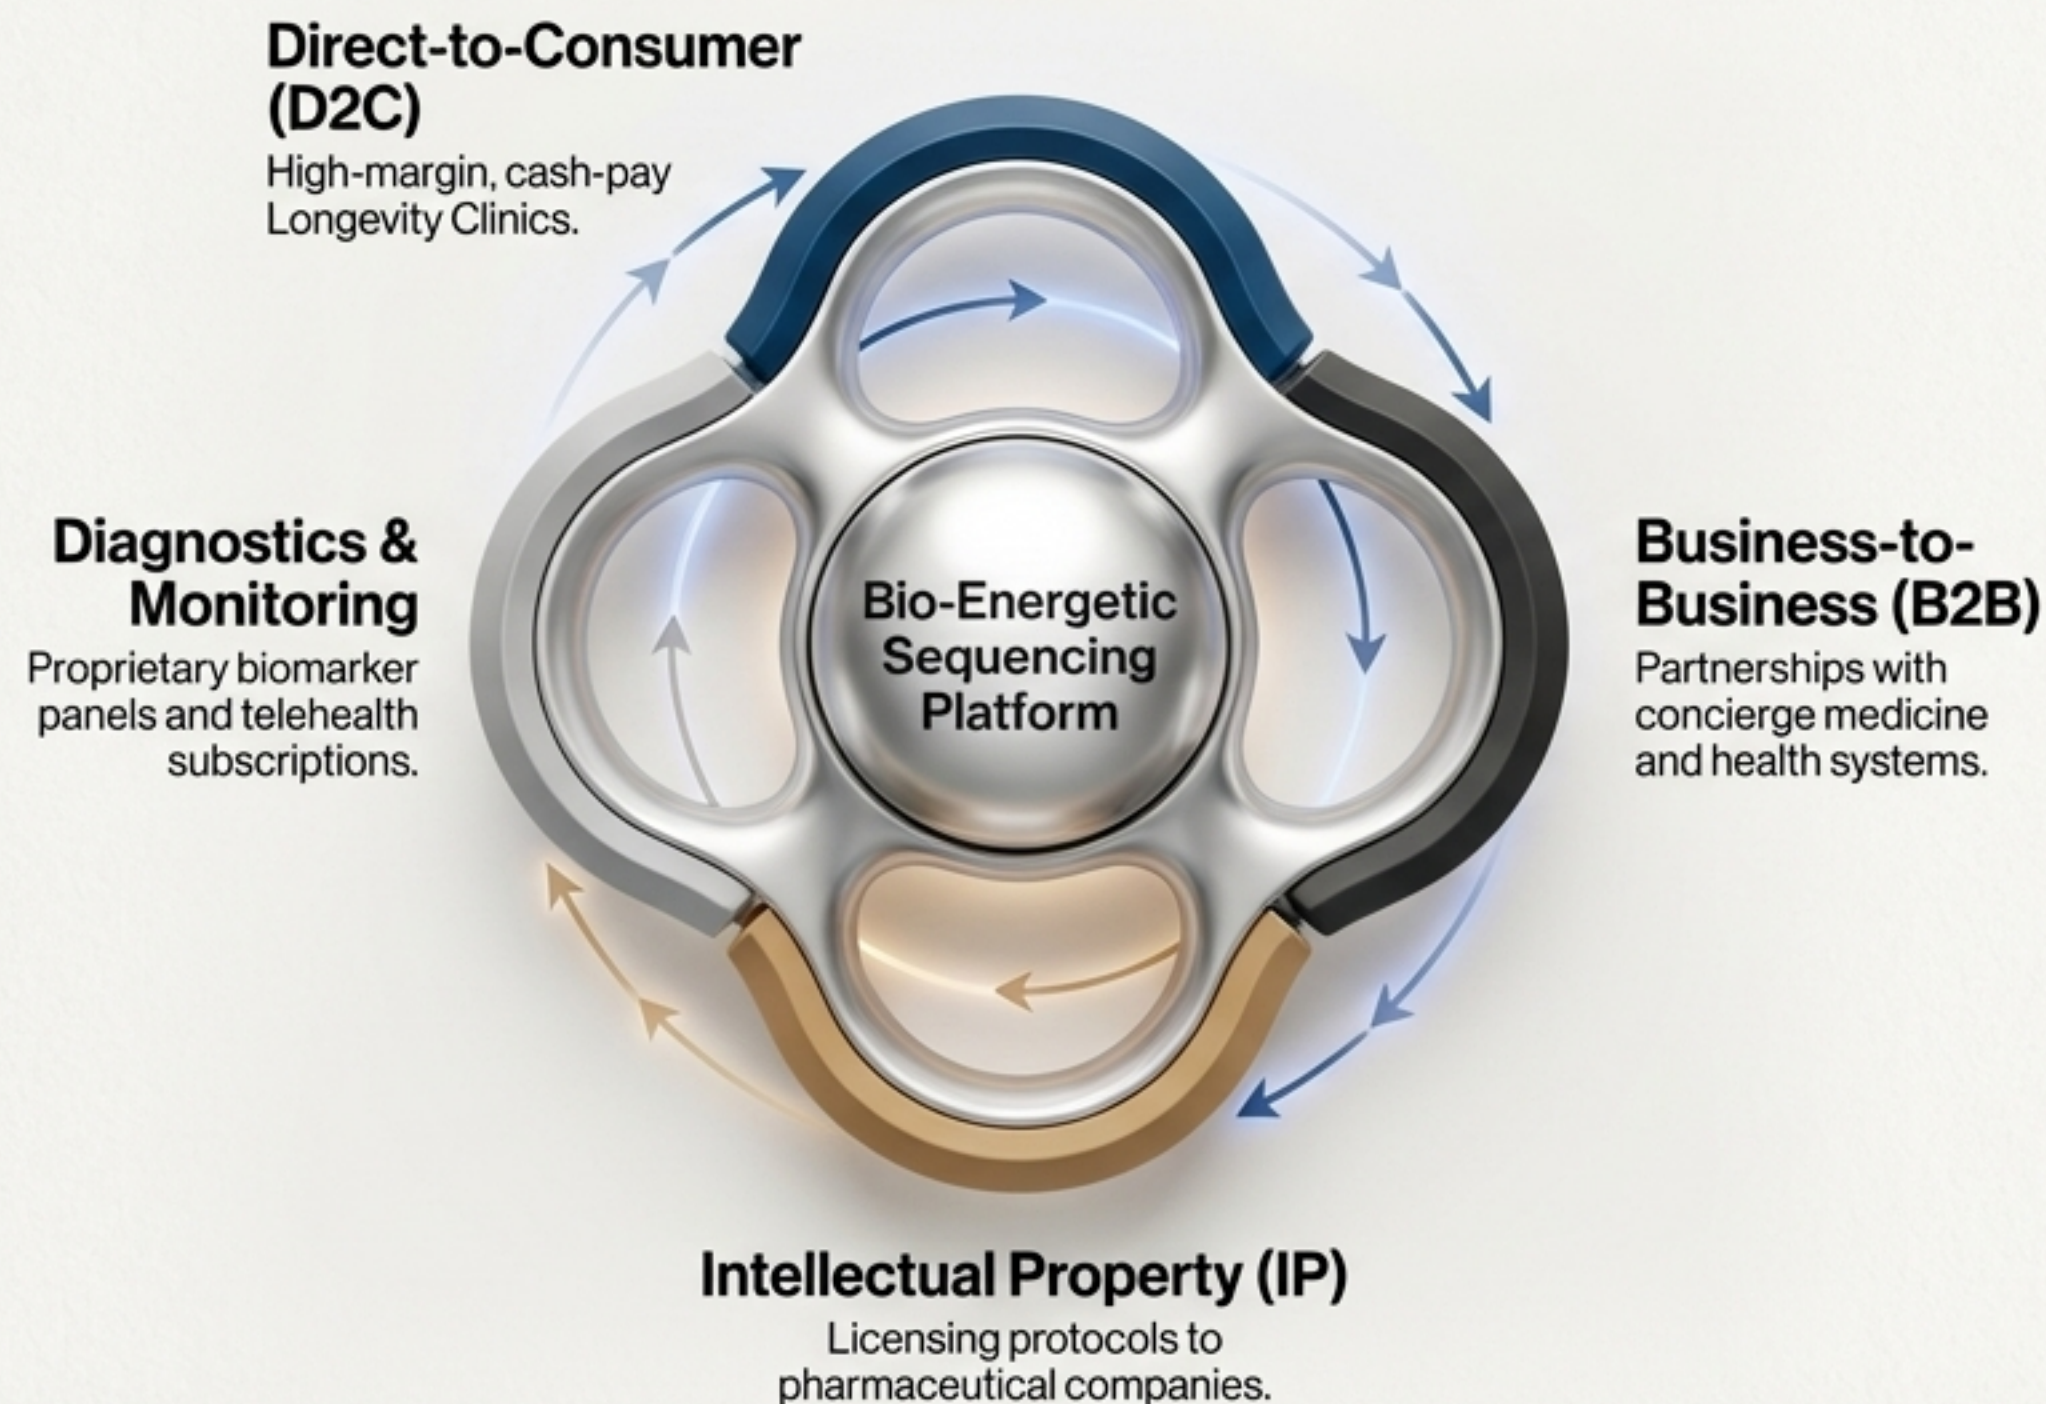 Direct-to-Consumer
(D2C)
High-margin, cash-pay
Longevity Clinics.
Diagnostics &
Monitoring
Proprietary biomarker
panels and telehealth
subscriptions.
Bio-Energetic
Sequencing
Platform
Business-to-
Business (B2B)
Partnerships with
concierge medicine
and health systems.
Intellectual Property (IP)
Licensing protocols to
pharmaceutical companies.